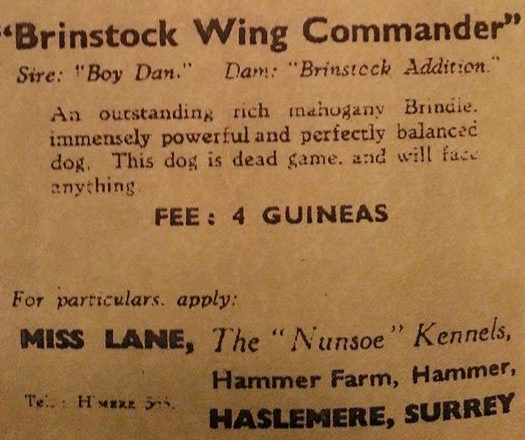 "Brinstock Wing Commander"
Sire: "Boy Dan." Dam: "Brinstock Addition."
An outstanding rich mahogany Brindle,
immensely powerful and perfectly balanced
dog. This dog is dead game, and will face
anything.
FEE: 4 GUINEAS
For particulars, apply:
MISS LANE, The "Nunsoe" Kennels,
Hammer Farm, Hammer,
Tel.:
HASLEMERE, SURREY